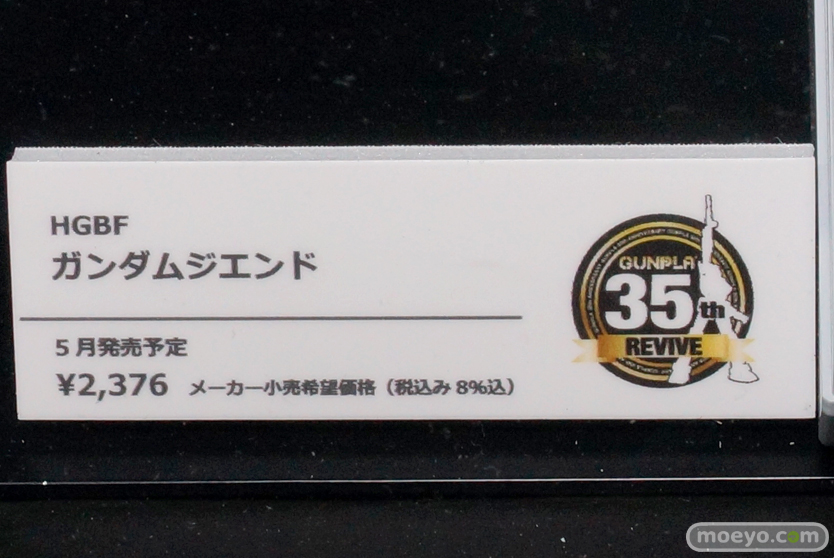 HGBF
ガンダムジエンド
5月発売予定
¥2,376 メーカー小売希望価格（税込み 8%込）
GUNPLA
35th
REVIVE
moeyo.com